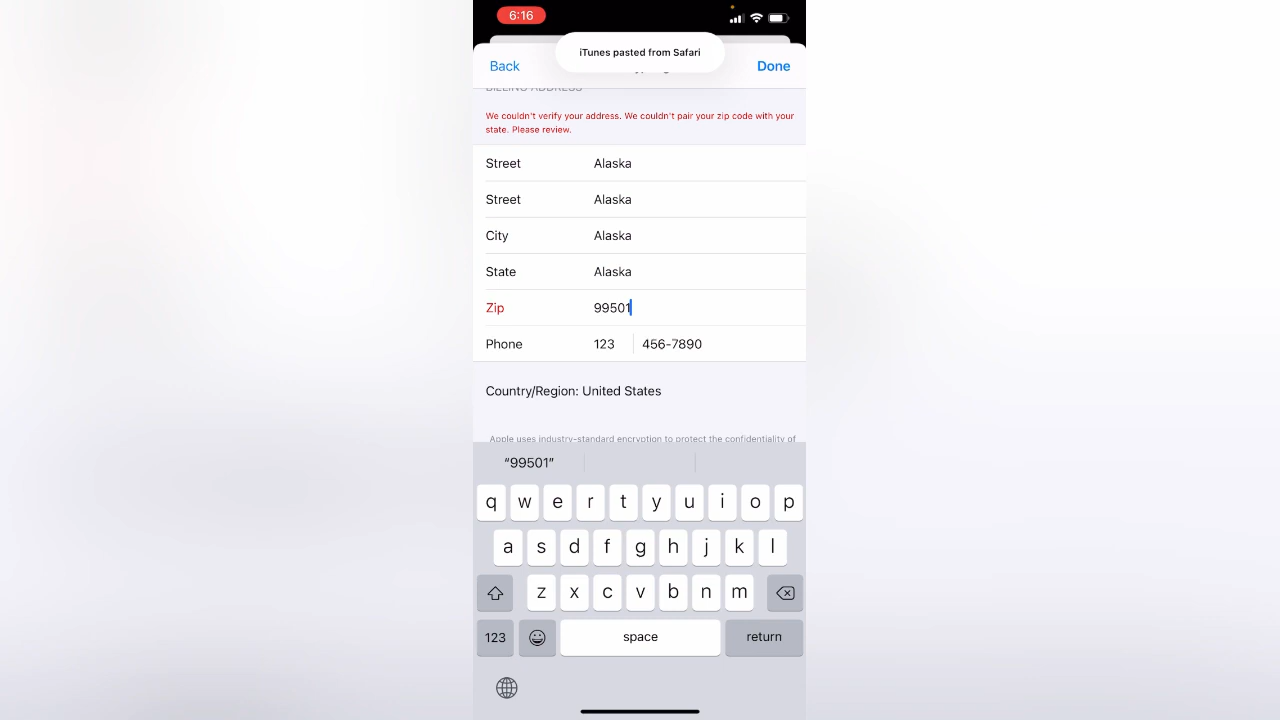 6:16
iTunes pasted from Safari
Back
Done
BILLING ADDRESS
We couldn't verify your address. We couldn't pair your zip code with your
state. Please review.
Street Alaska
Street Alaska
City Alaska
State Alaska
Zip 99501
Phone 123 456-7890
Country/Region: United States
Apple uses industry-standard encryption to protect the confidentiality of
“99501”
q w e r t y u i o p
a s d f g h j k l
z x c v b n m
123 space return